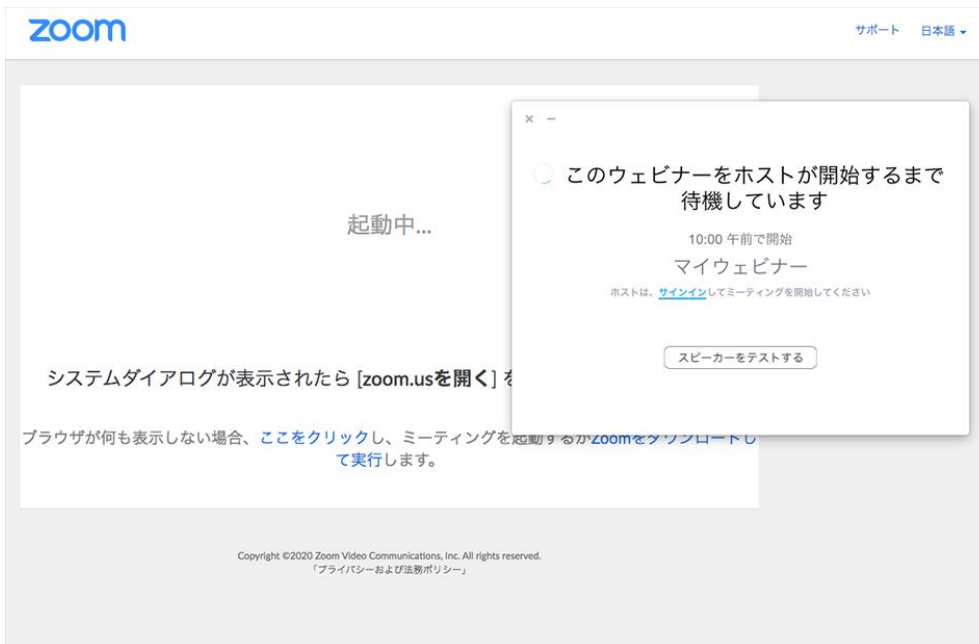 zoom
サポート 日本語
× −
このウェビナーをホストが開始するまで
待機しています
10:00 午前で開始
マイウェビナー
ホストは、サインインしてミーティングを開始してください
スピーカーをテストする
起動中...
システムダイアログが表示されたら [zoom.usを開く] を
ブラウザが何も表示しない場合、ここをクリックし、ミーティングを起動するかZoomをダウンロードし
て実行します。
Copyright ©2020 Zoom Video Communications, Inc. All rights reserved.
「プライバシーおよび法務ポリシー」